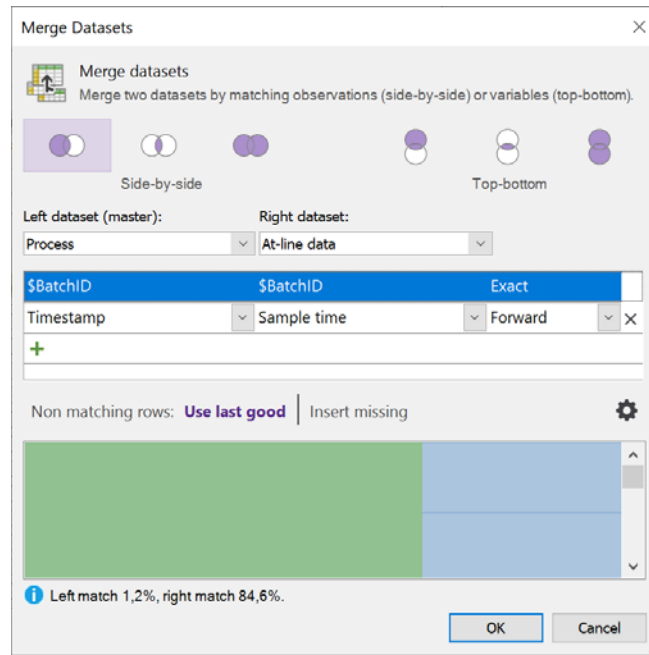 Merge Datasets
Merge datasets
Merge two datasets by matching observations (side-by-side) or variables (top-bottom).
Side-by-side
Top-bottom
Left dataset (master):
Right dataset:
Process
At-line data
$BatchID $BatchID Exact
Timestamp Sample time Forward
Non matching rows: Use last good Insert missing
Left match 1,2%, right match 84,6%.
OK
Cancel